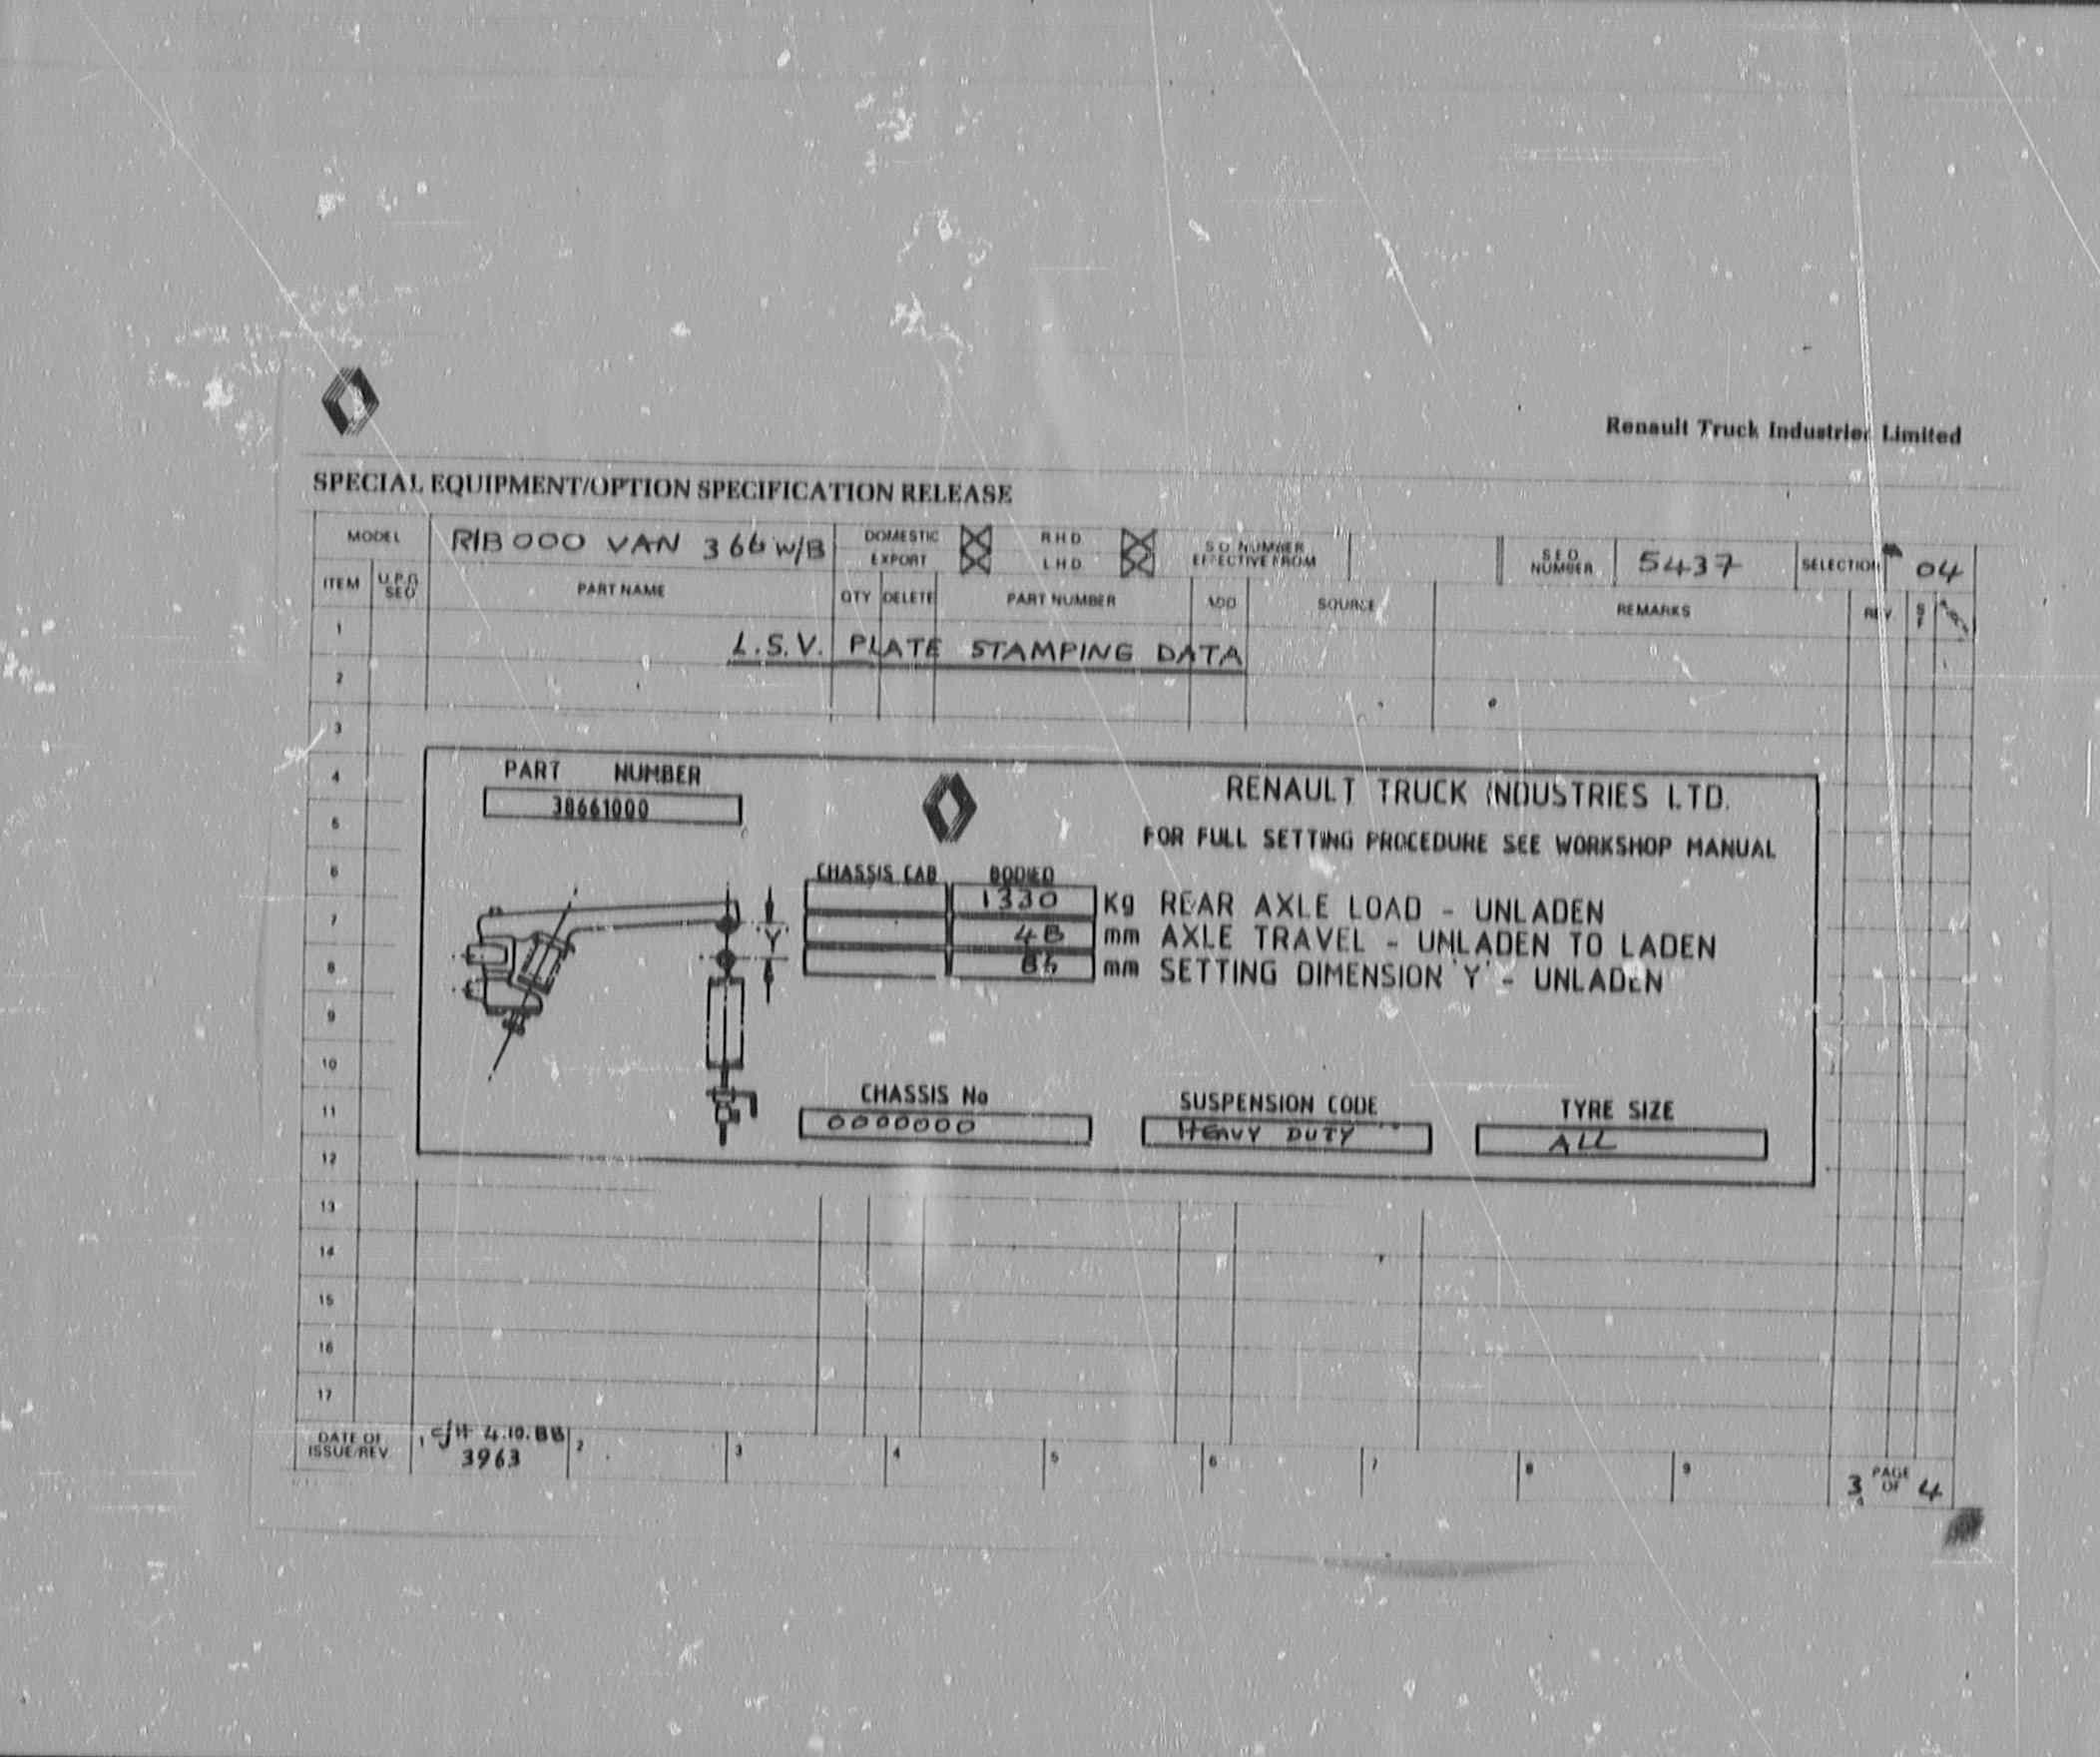 Renault Truck Industries Limited
SPECIAL EQUIPMENT/OPTION SPECIFICATION RELEASE
MODEL R1B000 VAN 366 W/B DOMESTIC EXPORT RHD LHD S.O. NUMBER EFFECTIVE FROM S.E.O. NUMBER 5437 SELECTION 04
ITEM PART NAME QTY DELETE PART NUMBER ADD SOURCE REMARKS REV
1
L.S.V. PLATE STAMPING DATA
2
3
4
5
6
7
8
9
10
11
12
13
14
15
16
17
PART NUMBER
38661000
RENAULT TRUCK INDUSTRIES LTD.
FOR FULL SETTING PROCEDURE SEE WORKSHOP MANUAL
CHASSIS CAB BODIED
1330 Kg REAR AXLE LOAD - UNLADEN
48 mm AXLE TRAVEL - UNLADEN TO LADEN
mm SETTING DIMENSION 'Y' - UNLADEN
'Y'
CHASSIS No SUSPENSION CODE TYRE SIZE
0000000 HEAVY DUTY ALL
DATE OF ISSUE/REV 1 CJH 4.10.88 2 3 4 5 6 7 8 9
3963
3 PAGE OF 4